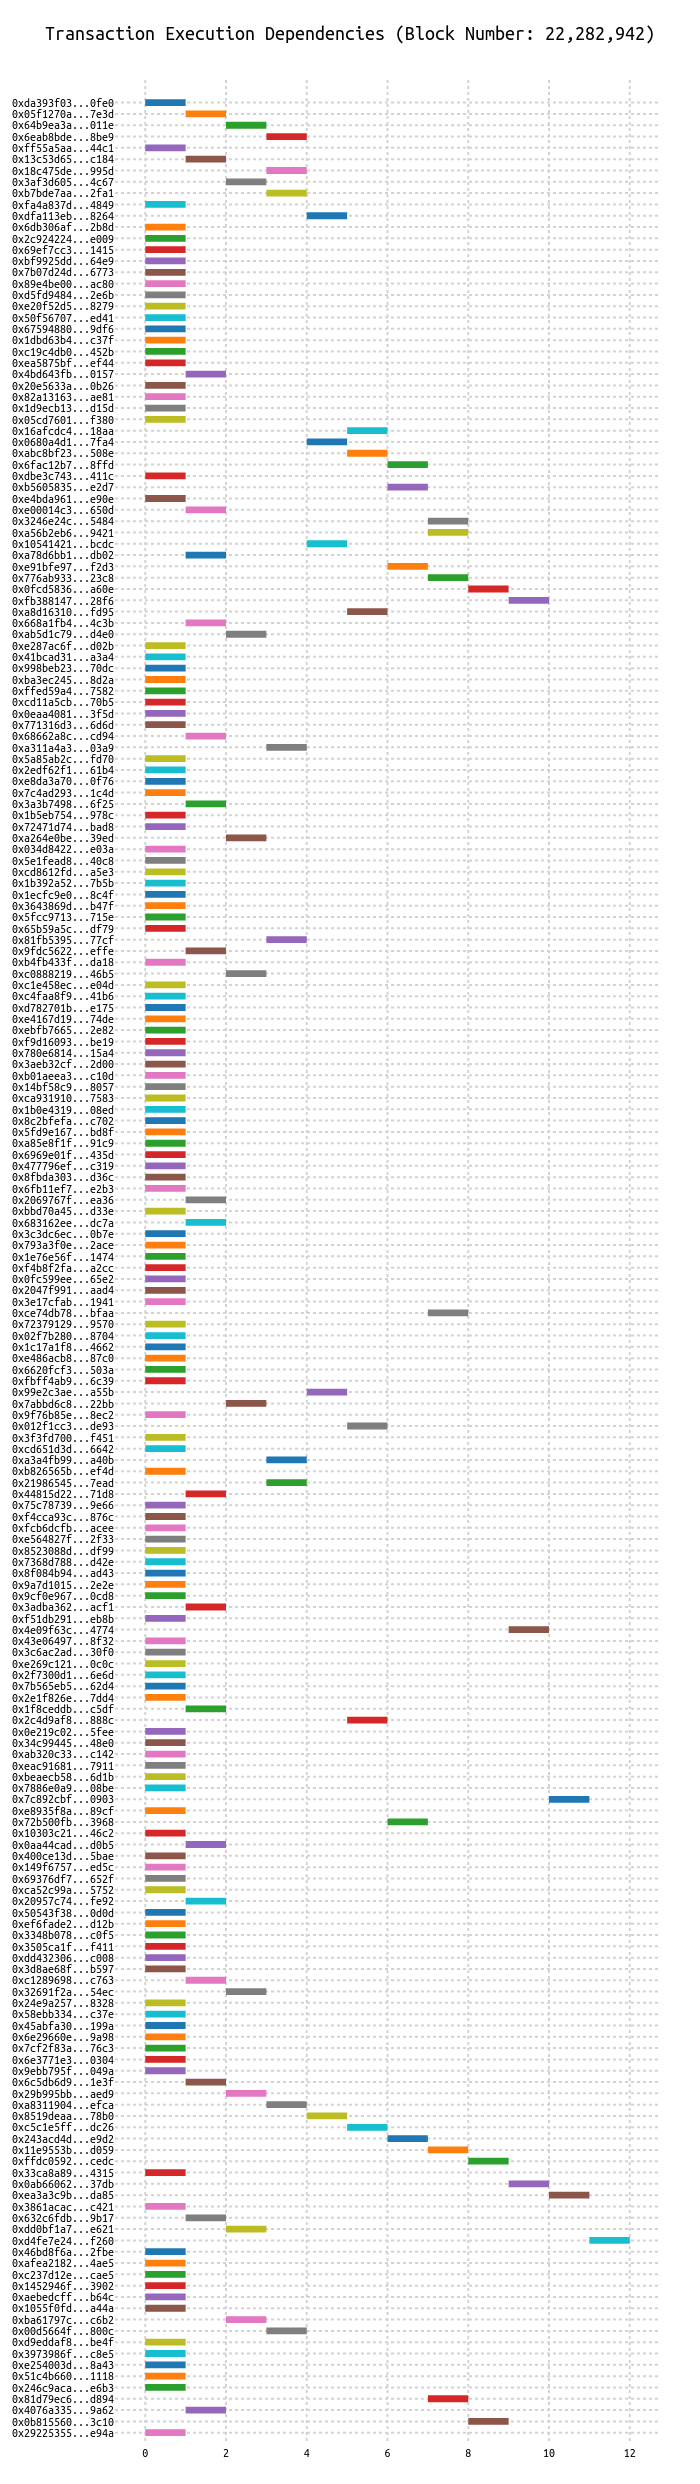 Transaction Execution Dependencies (Block Number: 22,282,942)
0xda393f03...0fe0
0x05f1270a...7e3d
0x64b9ea3a...011e
0x6eab8bde...8be9
0xff55a5aa...44c1
0x13c53d65...c184
0x18c475de...995d
0x3af3d605...4c67
0xb7bde7aa...2fa1
0xfa4a837d...4849
0xdfa113eb...8264
0x6db306af...2b8d
0x2c924224...e009
0x69ef7cc3...1415
0xbf9925dd...64e9
0x7b07d24d...6773
0x89e4be00...ac80
0xd5fd9484...2e6b
0xe20f52d5...8279
0x50f56707...ed41
0x67594880...9df6
0x1dbd63b4...c37f
0xc19c4db0...452b
0xea5875bf...ef44
0x4bd643fb...0157
0x20e5633a...0b26
0x82a13163...ae81
0x1d9ecb13...d15d
0x05cd7601...f380
0x16afcdc4...18aa
0x0680a4d1...7fa4
0xabc8bf23...508e
0x6fac12b7...8ffd
0xdbe3c743...411c
0xb5605835...e2d7
0xe4bda961...e90e
0xe00014c3...650d
0x3246e24c...5484
0xa56b2eb6...9421
0x10541421...bcdc
0xa78d6bb1...db02
0xe91bfe97...f2d3
0x776ab933...23c8
0x0fcd5836...a60e
0xfb388147...28f6
0xa8d16310...fd95
0x668a1fb4...4c3b
0xab5d1c79...d4e0
0xe287ac6f...d02b
0x41bcad31...a3a4
0x998beb23...70dc
0xba3ec245...8d2a
0xffed59a4...7582
0xcd11a5cb...70b5
0x0eaa4081...3f5d
0x771316d3...6d6d
0x68662a8c...cd94
0xa311a4a3...03a9
0x5a85ab2c...fd70
0x2edf62f1...61b4
0xe8da3a70...0f76
0x7c4ad293...1c4d
0x3a3b7498...6f25
0x1b5eb754...978c
0x72471d74...bad8
0xa264e0be...39ed
0x034d8422...e03a
0x5e1fead8...40c8
0xcd8612fd...a5e3
0x1b392a52...7b5b
0x1ecfc9e0...8c4f
0x3643869d...b47f
0x5fcc9713...715e
0x65b59a5c...df79
0x81fb5395...77cf
0x9fdc5622...effe
0xb4fb433f...da18
0xc0888219...46b5
0xc1e458ec...e04d
0xc4faa8f9...41b6
0xd782701b...e175
0xe4167d19...74de
0xebfb7665...2e82
0xf9d16093...be19
0x780e6814...15a4
0x3aeb32cf...2d00
0xb01aeea3...c10d
0x14bf58c9...8057
0xca931910...7583
0x1b0e4319...08ed
0x8c2bfefa...c702
0x5fd9e167...bd8f
0xa85e8f1f...91c9
0x6969e01f...435d
0x477796ef...c319
0x8fbda303...d36c
0x6fb11ef7...e2b3
0x2069767f...ea36
0xbbd70a45...d33e
0x683162ee...dc7a
0x3c3dc6ec...0b7e
0x793a3f0e...2ace
0x1e76e56f...1474
0xf4b8f2fa...a2cc
0x0fc599ee...65e2
0x2047f991...aad4
0x3e17cfab...1941
0xce74db78...bfaa
0x72379129...9570
0x02f7b280...8704
0x1c17a1f8...4662
0xe486acb8...87c0
0x6620fcf3...503a
0xfbff4ab9...6c39
0x99e2c3ae...a55b
0x7abbd6c8...22bb
0x9f76b85e...8ec2
0x012f1cc3...de93
0x3f3fd700...f451
0xcd651d3d...6642
0xa3a4fb99...a40b
0xb826565b...ef4d
0x21986545...7ead
0x44815d22...71d8
0x75c78739...9e66
0xf4cca93c...876c
0xfcb6dcfb...acee
0xe564827f...2f33
0x8523088d...df99
0x7368d788...d42e
0x8f084b94...ad43
0x9a7d1015...2e2e
0x9cf0e967...0cd8
0x3adba362...acf1
0xf51db291...eb8b
0x4e09f63c...4774
0x43e06497...8f32
0x3c6ac2ad...30f0
0xe269c121...0c0c
0x2f7300d1...6e6d
0x7b565eb5...62d4
0x2e1f826e...7dd4
0x1f8ceddb...c5df
0x2c4d9af8...888c
0x0e219c02...5fee
0x34c99445...48e0
0xab320c33...c142
0xeac91681...7911
0xbeaecb58...6d1b
0x7886e0a9...08be
0x7c892cbf...0903
0xe8935f8a...89cf
0x72b500fb...3968
0x10303c21...46c2
0x0aa44cad...d0b5
0x400ce13d...5bae
0x149f6757...ed5c
0x69376df7...652f
0xca52c99a...5752
0x20957c74...fe92
0x50543f38...0d0d
0xef6fade2...d12b
0x3348b078...c0f5
0x3505ca1f...f411
0xdd432306...c008
0x3d8ae68f...b597
0xc1289698...c763
0x32691f2a...54ec
0x24e9a257...8328
0x58ebb334...c37e
0x45abfa30...199a
0x6e29660e...9a98
0x7cf2f83a...76c3
0x6e3771e3...0304
0x9ebb795f...049a
0x6c5db6d9...1e3f
0x29b995bb...aed9
0xa8311904...efca
0x8519deaa...78b0
0xc5c1e5ff...dc26
0x243acd4d...e9d2
0x11e9553b...d059
0xffdc0592...cedc
0x33ca8a89...4315
0x0ab66062...37db
0xea3a3c9b...da85
0x3861acac...c421
0x632c6fdb...9b17
0xdd0bf1a7...e621
0xd4fe7e24...f260
0x46bd8f6a...2fbe
0xafea2182...4ae5
0xc237d12e...cae5
0x1452946f...3902
0xaebedcff...b64c
0x1055f0fd...a44a
0xba61797c...c6b2
0x00d5664f...800c
0xd9eddaf8...be4f
0x3973986f...c8e5
0xe254003d...8a43
0x51c4b660...1118
0x246c9aca...e6b3
0x81d79ec6...d894
0x4076a335...9a62
0x0b815560...3c10
0x29225355...e94a
0 2 4 6 8 10 12